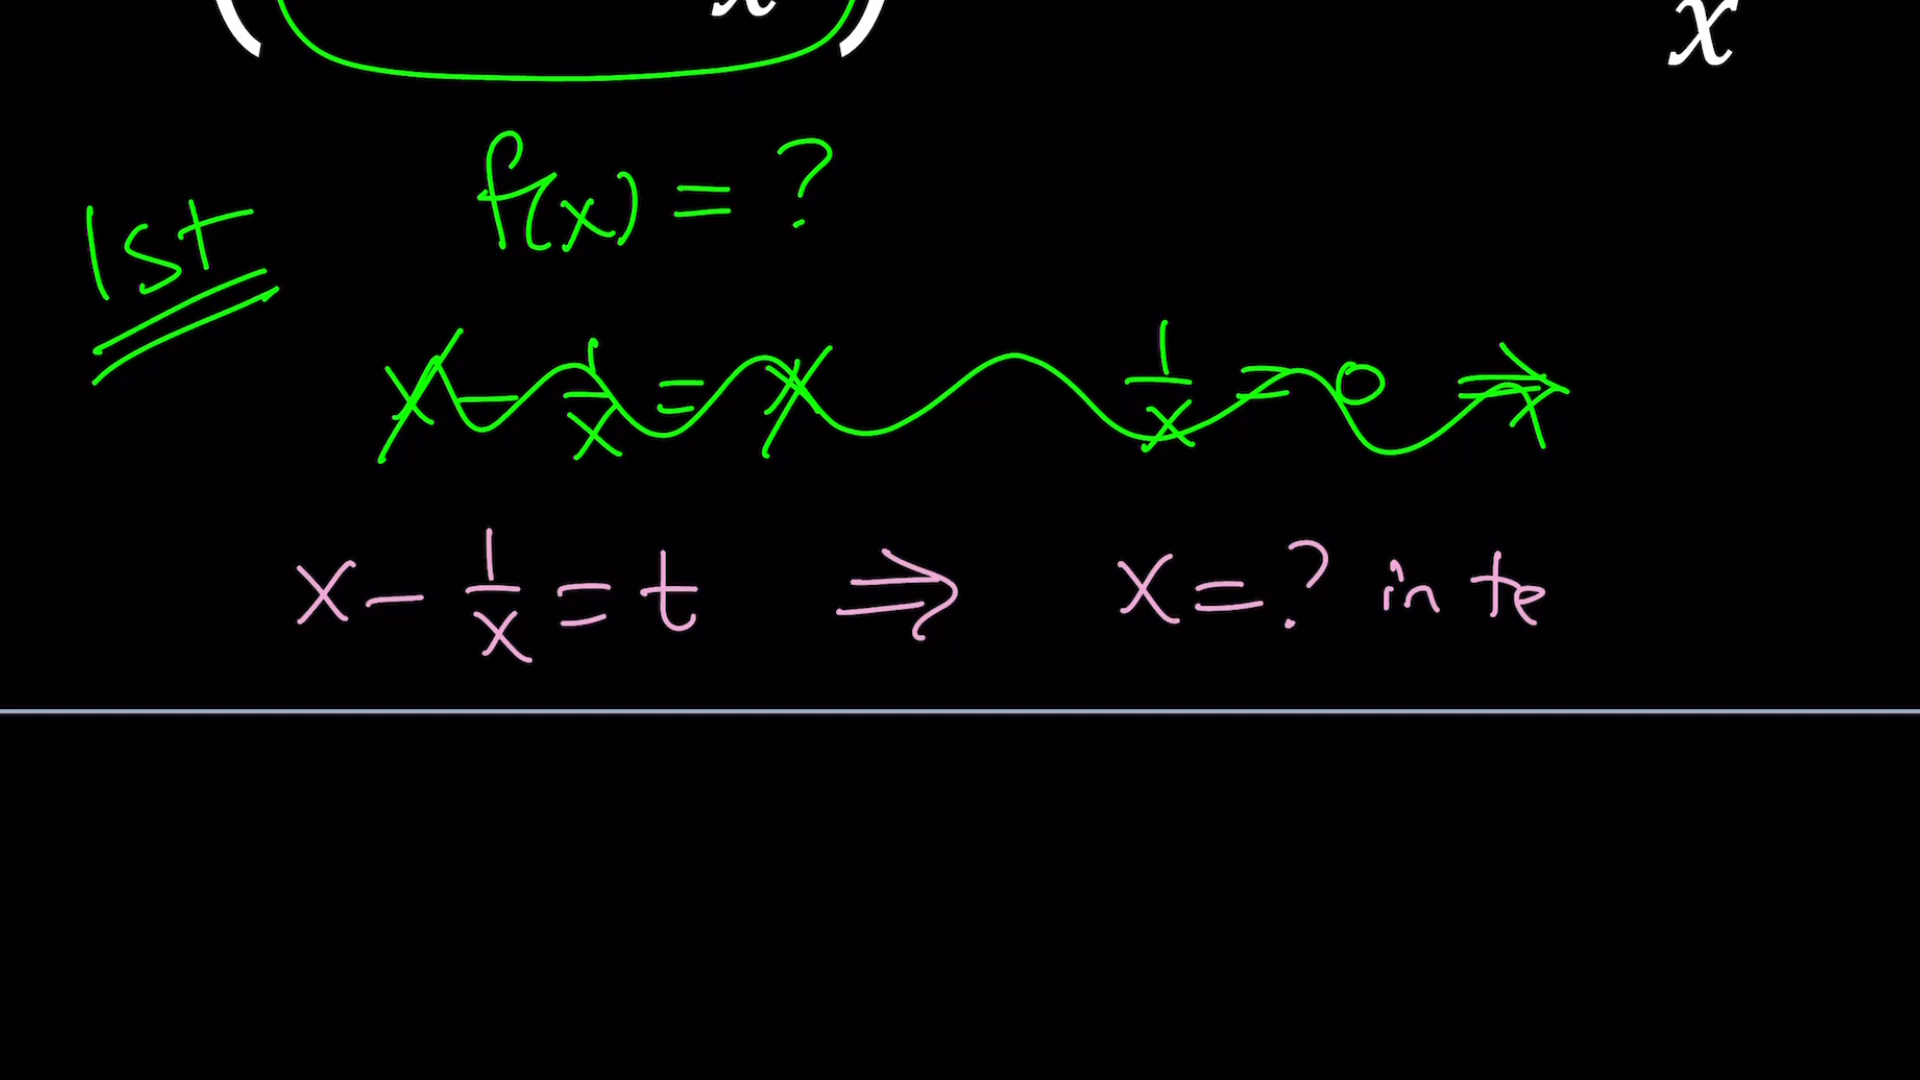 ( x ) x
f(x) = ?
1st
x - 1/x = x 1/x = 0 ⇒
x - 1/x = t ⇒ x = ? in te